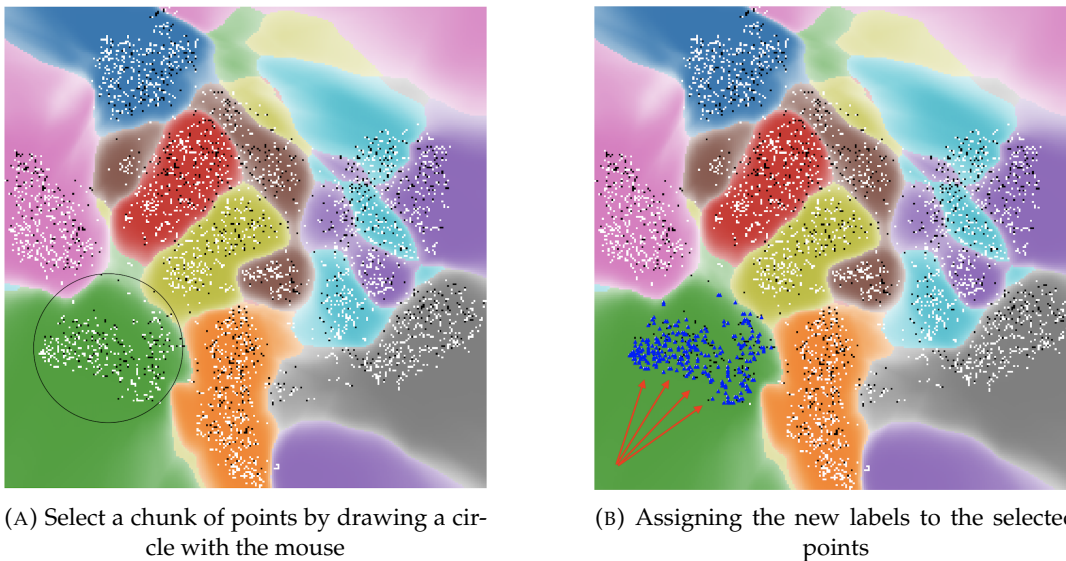 (A) Select a chunk of points by drawing a cir-
cle with the mouse
(B) Assigning the new labels to the selected
points